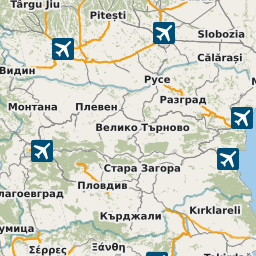 Târgu Jiu
Pitești
Slobozia
Видин
Călărași
Русе
Монтана
Плевен
Разград
Велико Търново
Стара Загора
Пловдив
лагоевград
Кърджали
Kırklareli
умица
Σέρρες
Ξάνθη